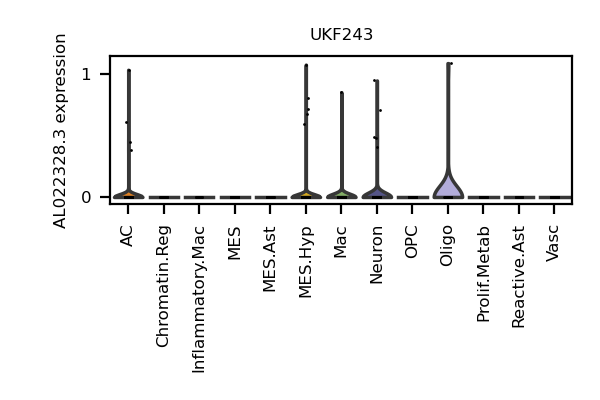 UKF243
AL022328.3 expression
1
0
AC
Chromatin.Reg
Inflammatory.Mac
MES
MES.Ast
MES.Hyp
Mac
Neuron
OPC
Oligo
Prolif.Metab
Reactive.Ast
Vasc